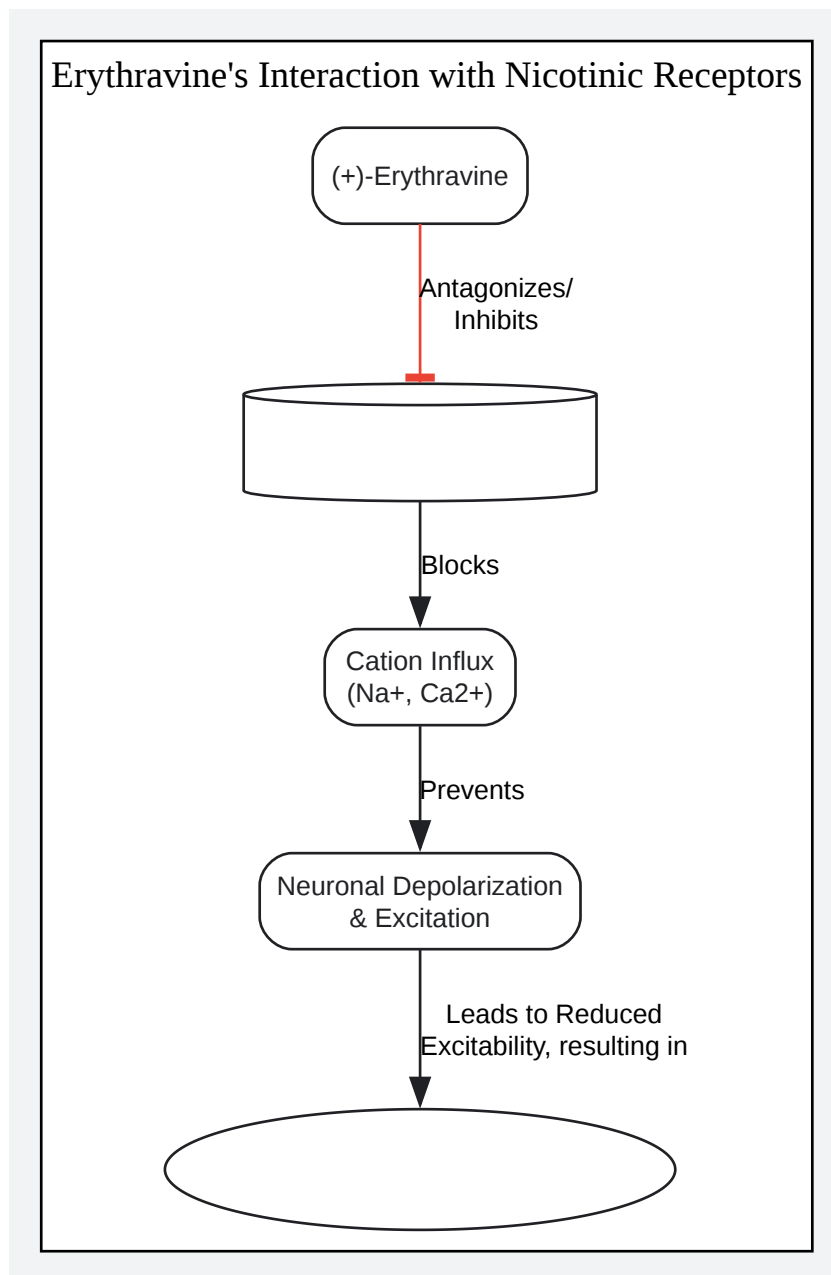 Erythravine's Interaction with Nicotinic Receptors
(+)-Erythravine
Antagonizes/
Inhibits
Blocks
Cation Influx
(Na+, Ca2+)
Prevents
Neuronal Depolarization
& Excitation
Leads to Reduced
Excitability, resulting in